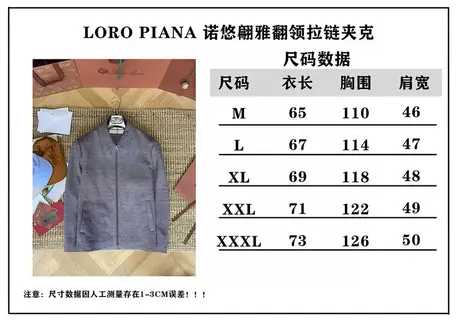 LORO PIANA 诺悠翩雅翻领拉链夹克
尺码数据
尺码 衣长 胸围 肩宽
M 65 110 46
L 67 114 47
XL 69 118 48
XXL 71 122 49
XXXL 73 126 50
注意：尺寸数据因人工测量存在1-3CM误差！！！